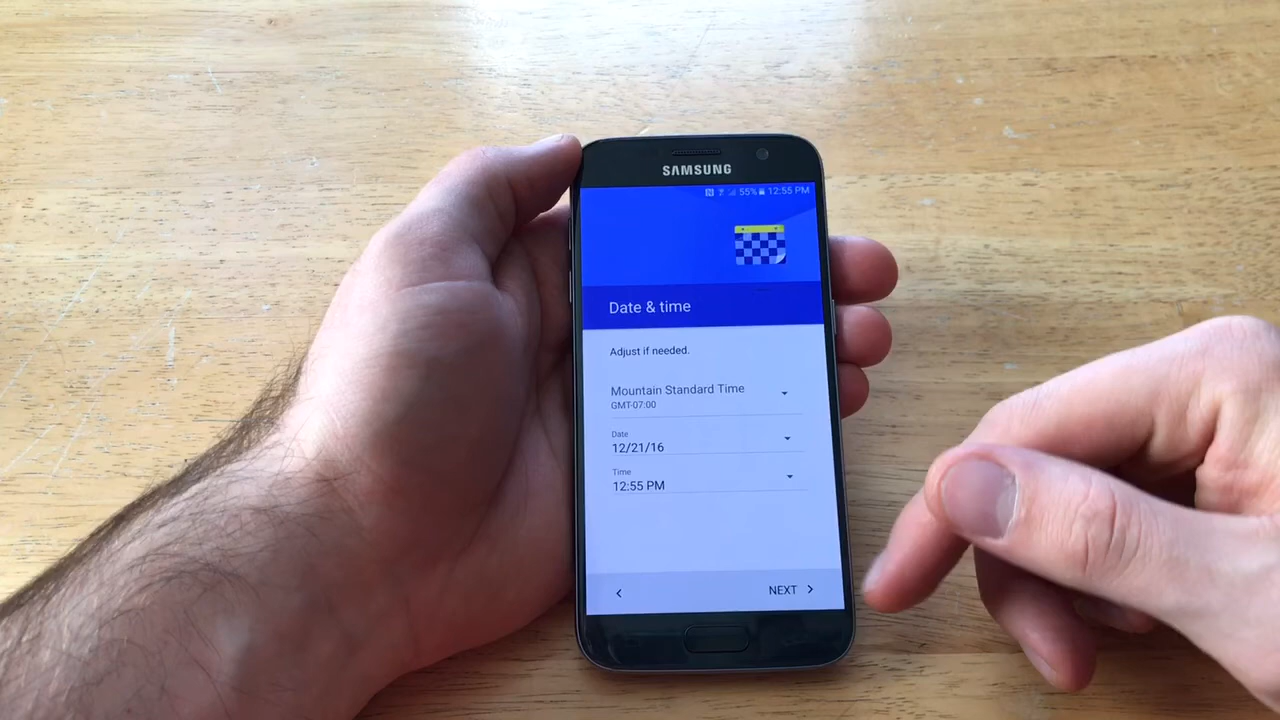 SAMSUNG
55% 12:55 PM
Date & time
Adjust if needed.
Mountain Standard Time
GMT-07:00
Date
12/21/16
Time
12:55 PM
NEXT